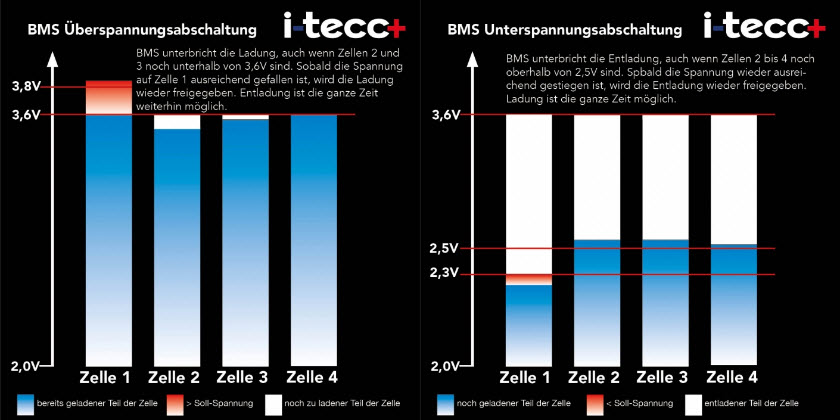 BMS Überspannungsabschaltung
i-tecc+
BMS unterbricht die Ladung, auch wenn Zellen 2 und
3 noch unterhalb von 3,6V sind. Sobald die Spannung
auf Zelle 1 ausreichend gefallen ist, wird die Ladung
wieder freigegeben. Entladung ist die ganze Zeit
weiterhin möglich.
3,8V
3,6V
2,0V
Zelle 1
Zelle 2
Zelle 3
Zelle 4
bereits geladener Teil der Zelle
> Soll-Spannung
noch zu ladener Teil der Zelle
BMS Unterspannungsabschaltung
i-tecc+
BMS unterbricht die Entladung, auch wenn Zellen 2 bis 4 noch
oberhalb von 2,5V sind. Spbald die Spannung wieder ausrei-
chend gestiegen ist, wird die Entladung wieder freigegeben.
Ladung ist die ganze Zeit möglich.
3,6V
2,5V
2,3V
2,0V
Zelle 1
Zelle 2
Zelle 3
Zelle 4
noch geladener Teil der Zelle
< Soll-Spannung
entladener Teil der Zelle